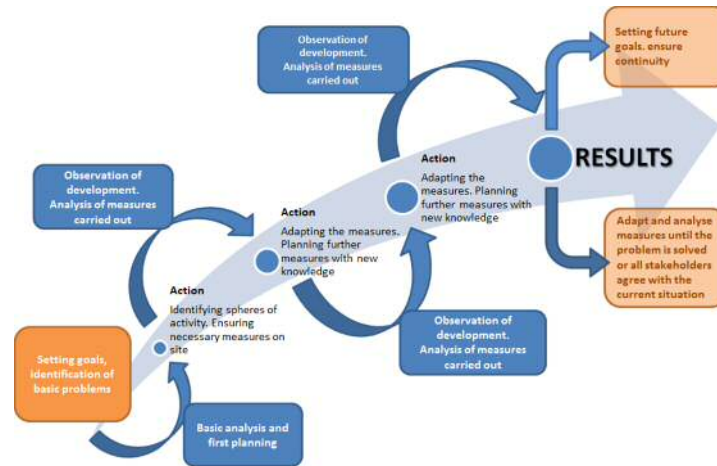 Setting goals,
identification of
basic problems
Basic analysis and
first planning
Action
Identifying spheres of
activity. Ensuring
necessary measures on
site
Observation of
development.
Analysis of measures
carried out
Action
Adapting the measures.
Planning further
measures with new
knowledge
Observation of
development.
Analysis of measures
carried out
Action
Adapting the
measures. Planning
further measures with
new knowledge
Observation of
development.
Analysis of measures
carried out
RESULTS
Setting future
goals. ensure
continuity
Adapt and analyse
measures until the
problem is solved
or all stakeholders
agree with the
current situation